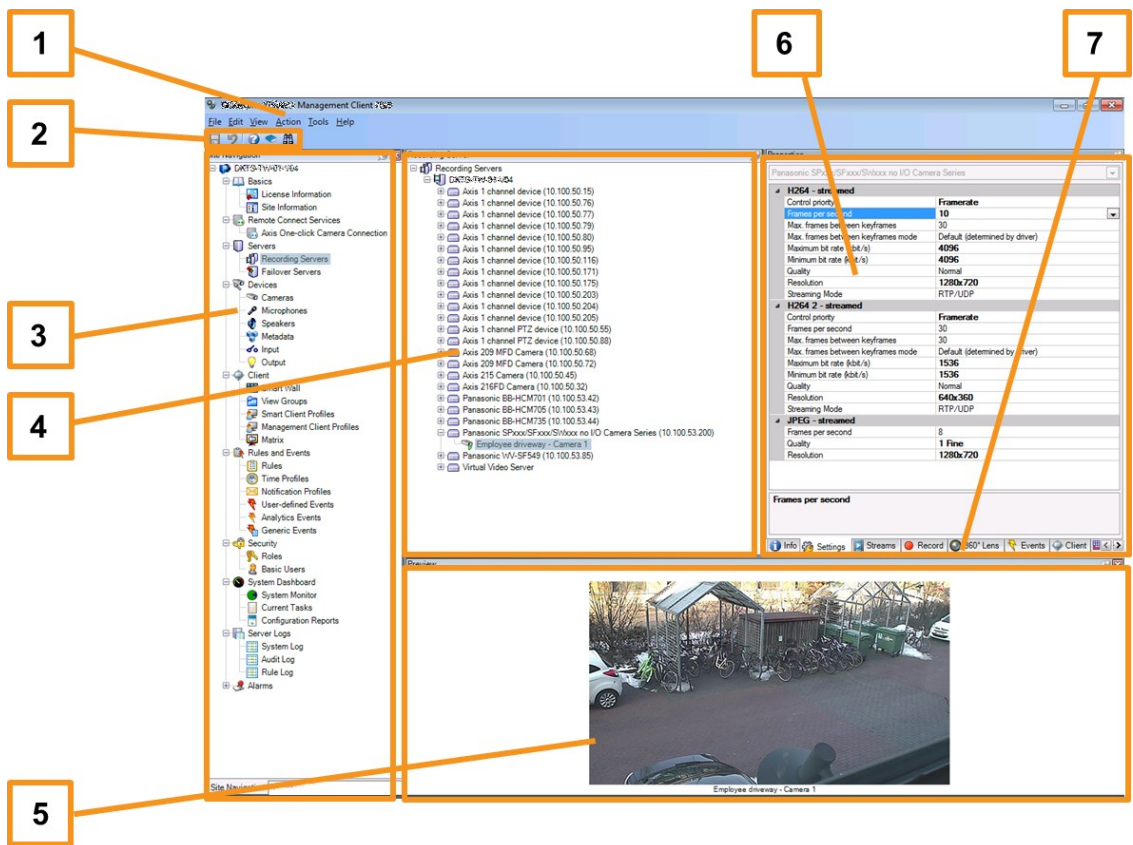 1
6
7
Management Client
File Edit View Action Tools Help
2
Site Navigation
Basics
License Information
Site Information
Remote Connect Services
Axis One-click Camera Connection
Servers
Recording Servers
Failover Servers
Devices
Cameras
3
Microphones
Speakers
Metadata
Input
Output
Client
Smart Wall
View Groups
Smart Client Profiles
Management Client Profiles
Matrix
Rules and Events
Rules
Time Profiles
Notification Profiles
User-defined Events
Analytics Events
Generic Events
Security
Roles
Basic Users
System Dashboard
System Monitor
Current Tasks
Configuration Reports
Server Logs
System Log
Audit Log
Rule Log
Alarms
Site Navigation
4
Recording Servers
Axis 1 channel device (10.100.50.15)
Axis 1 channel device (10.100.50.76)
Axis 1 channel device (10.100.50.77)
Axis 1 channel device (10.100.50.79)
Axis 1 channel device (10.100.50.80)
Axis 1 channel device (10.100.50.95)
Axis 1 channel device (10.100.50.116)
Axis 1 channel device (10.100.50.171)
Axis 1 channel device (10.100.50.175)
Axis 1 channel device (10.100.50.203)
Axis 1 channel device (10.100.50.204)
Axis 1 channel device (10.100.50.205)
Axis 1 channel PTZ device (10.100.50.55)
Axis 1 channel PTZ device (10.100.50.88)
Axis 209 MFD Camera (10.100.50.68)
Axis 209 MFD Camera (10.100.50.72)
Axis 215 Camera (10.100.50.45)
Axis 216FD Camera (10.100.50.32)
Panasonic BB-HCM701 (10.100.53.42)
Panasonic BB-HCM705 (10.100.53.43)
Panasonic BB-HCM735 (10.100.53.44)
Panasonic SPxxx/SFxxx/SWxxx no I/O Camera Series (10.100.53.200)
Employee driveway - Camera 1
Panasonic WV-SF549 (10.100.53.85)
Virtual Video Server
Properties
Panasonic SPxxx/SFxxx/SWxxx no I/O Camera Series
H264 - streamed
Control priority Framerate
Frames per second 10
Max. frames between keyframes 30
Max. frames between keyframes mode Default (determined by driver)
Maximum bit rate (kbit/s) 4096
Minimum bit rate (kbit/s) 4096
Quality Normal
Resolution 1280x720
Streaming Mode RTP/UDP
H264 2 - streamed
Control priority Framerate
Frames per second 30
Max. frames between keyframes 30
Max. frames between keyframes mode Default (determined by driver)
Maximum bit rate (kbit/s) 1536
Minimum bit rate (kbit/s) 1536
Quality Normal
Resolution 640x360
Streaming Mode RTP/UDP
JPEG - streamed
Frames per second 8
Quality 1 Fine
Resolution 1280x720
Frames per second
Info Settings Streams Record 360° Lens Events Client
Preview
Employee driveway - Camera 1
5